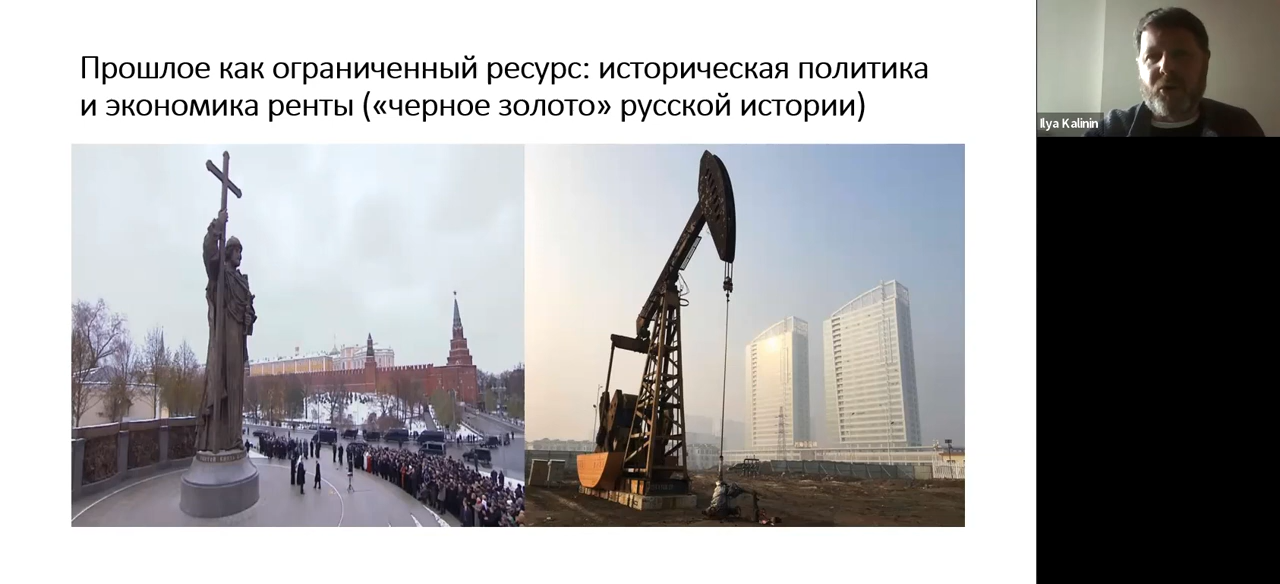 Прошлое как ограниченный ресурс: историческая политика
и экономика ренты («черное золото» русской истории)
Ilya Kalinin